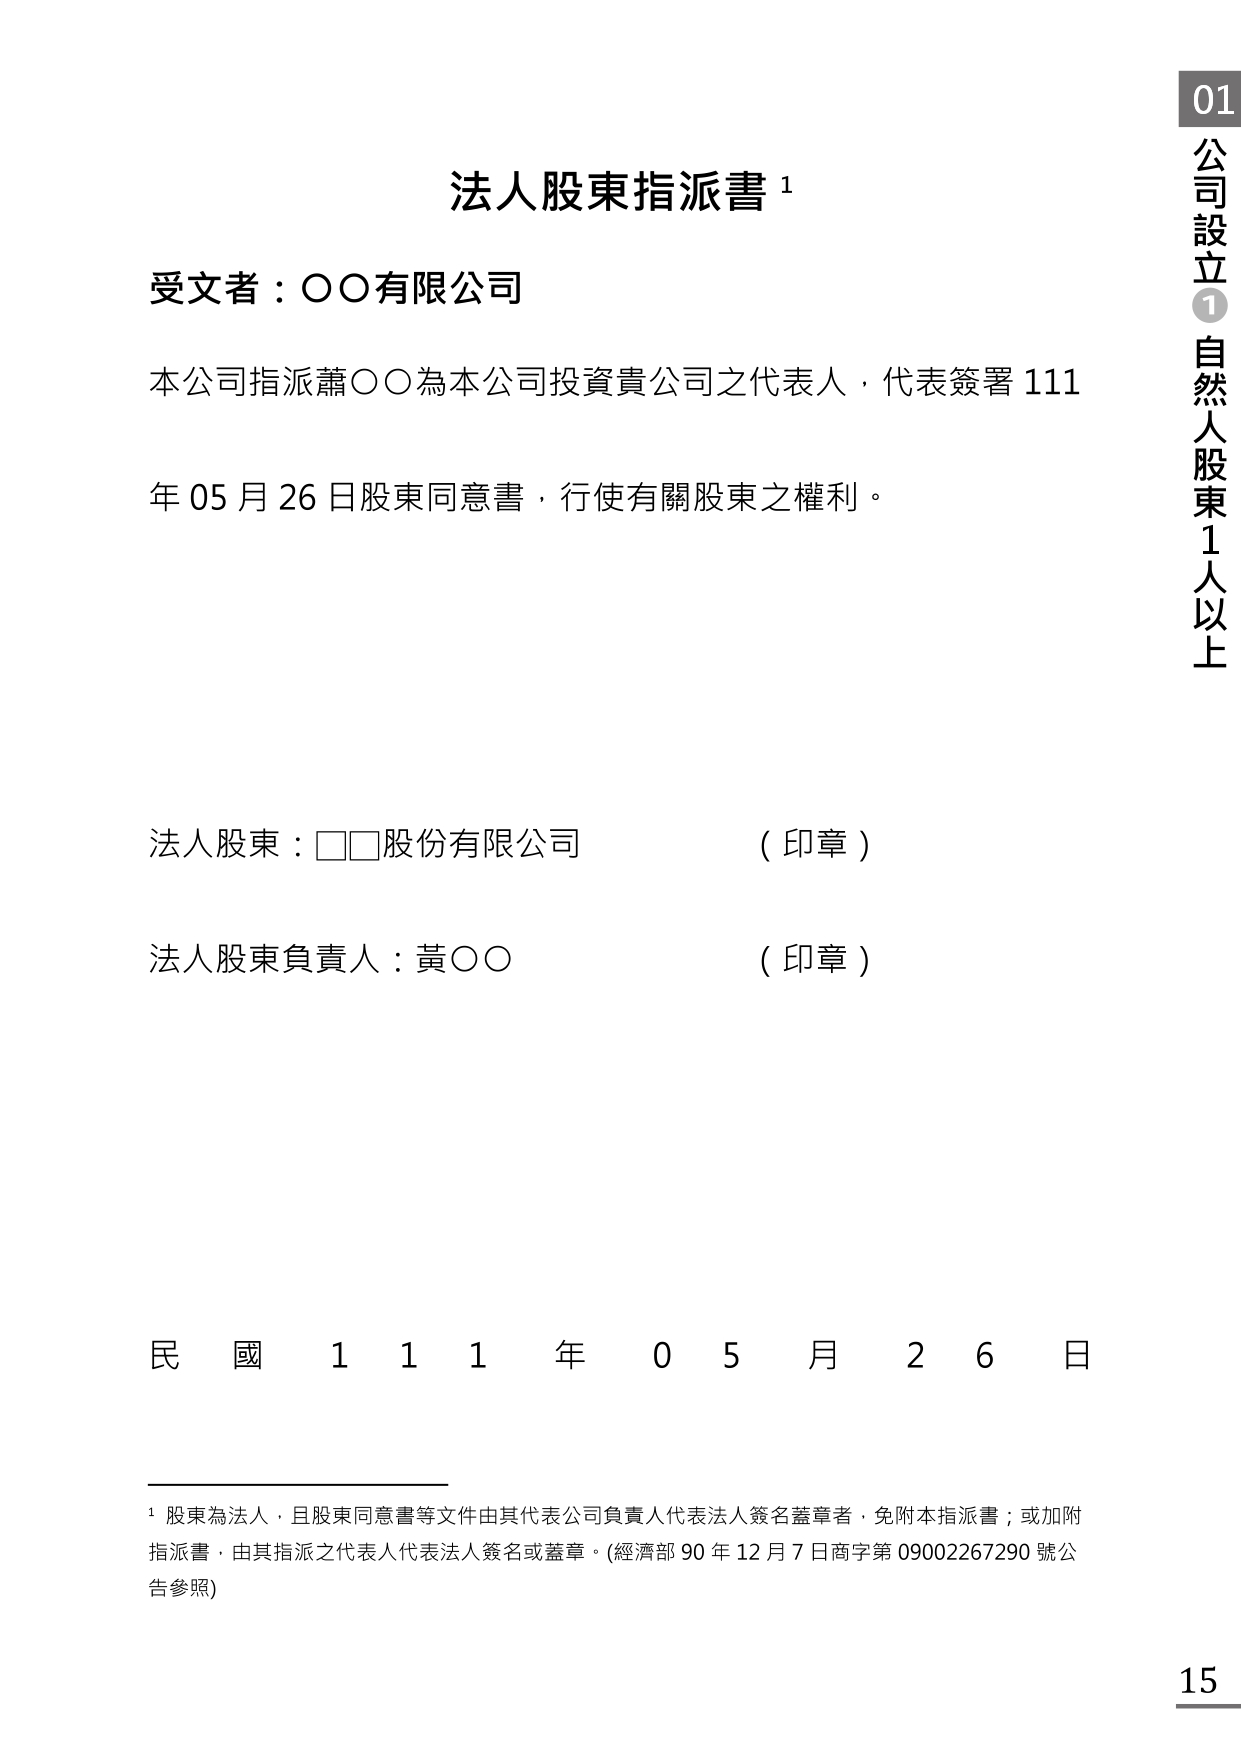 法人股東指派書 1
受文者：〇〇有限公司
本公司指派蕭〇〇為本公司投資貴公司之代表人，代表簽署 111
年 05 月 26 日股東同意書，行使有關股東之權利。
法人股東：□□股份有限公司 （印章）
法人股東負責人：黃〇〇 （印章）
民 國 1 1 1 年 0 5 月 2 6 日
1 股東為法人，且股東同意書等文件由其代表公司負責人代表法人簽名蓋章者，免附本指派書；或加附
指派書，由其指派之代表人代表法人簽名或蓋章。(經濟部 90 年 12 月 7 日商字第 09002267290 號公
告參照)
01
公司設立❶自然人股東1人以上
15